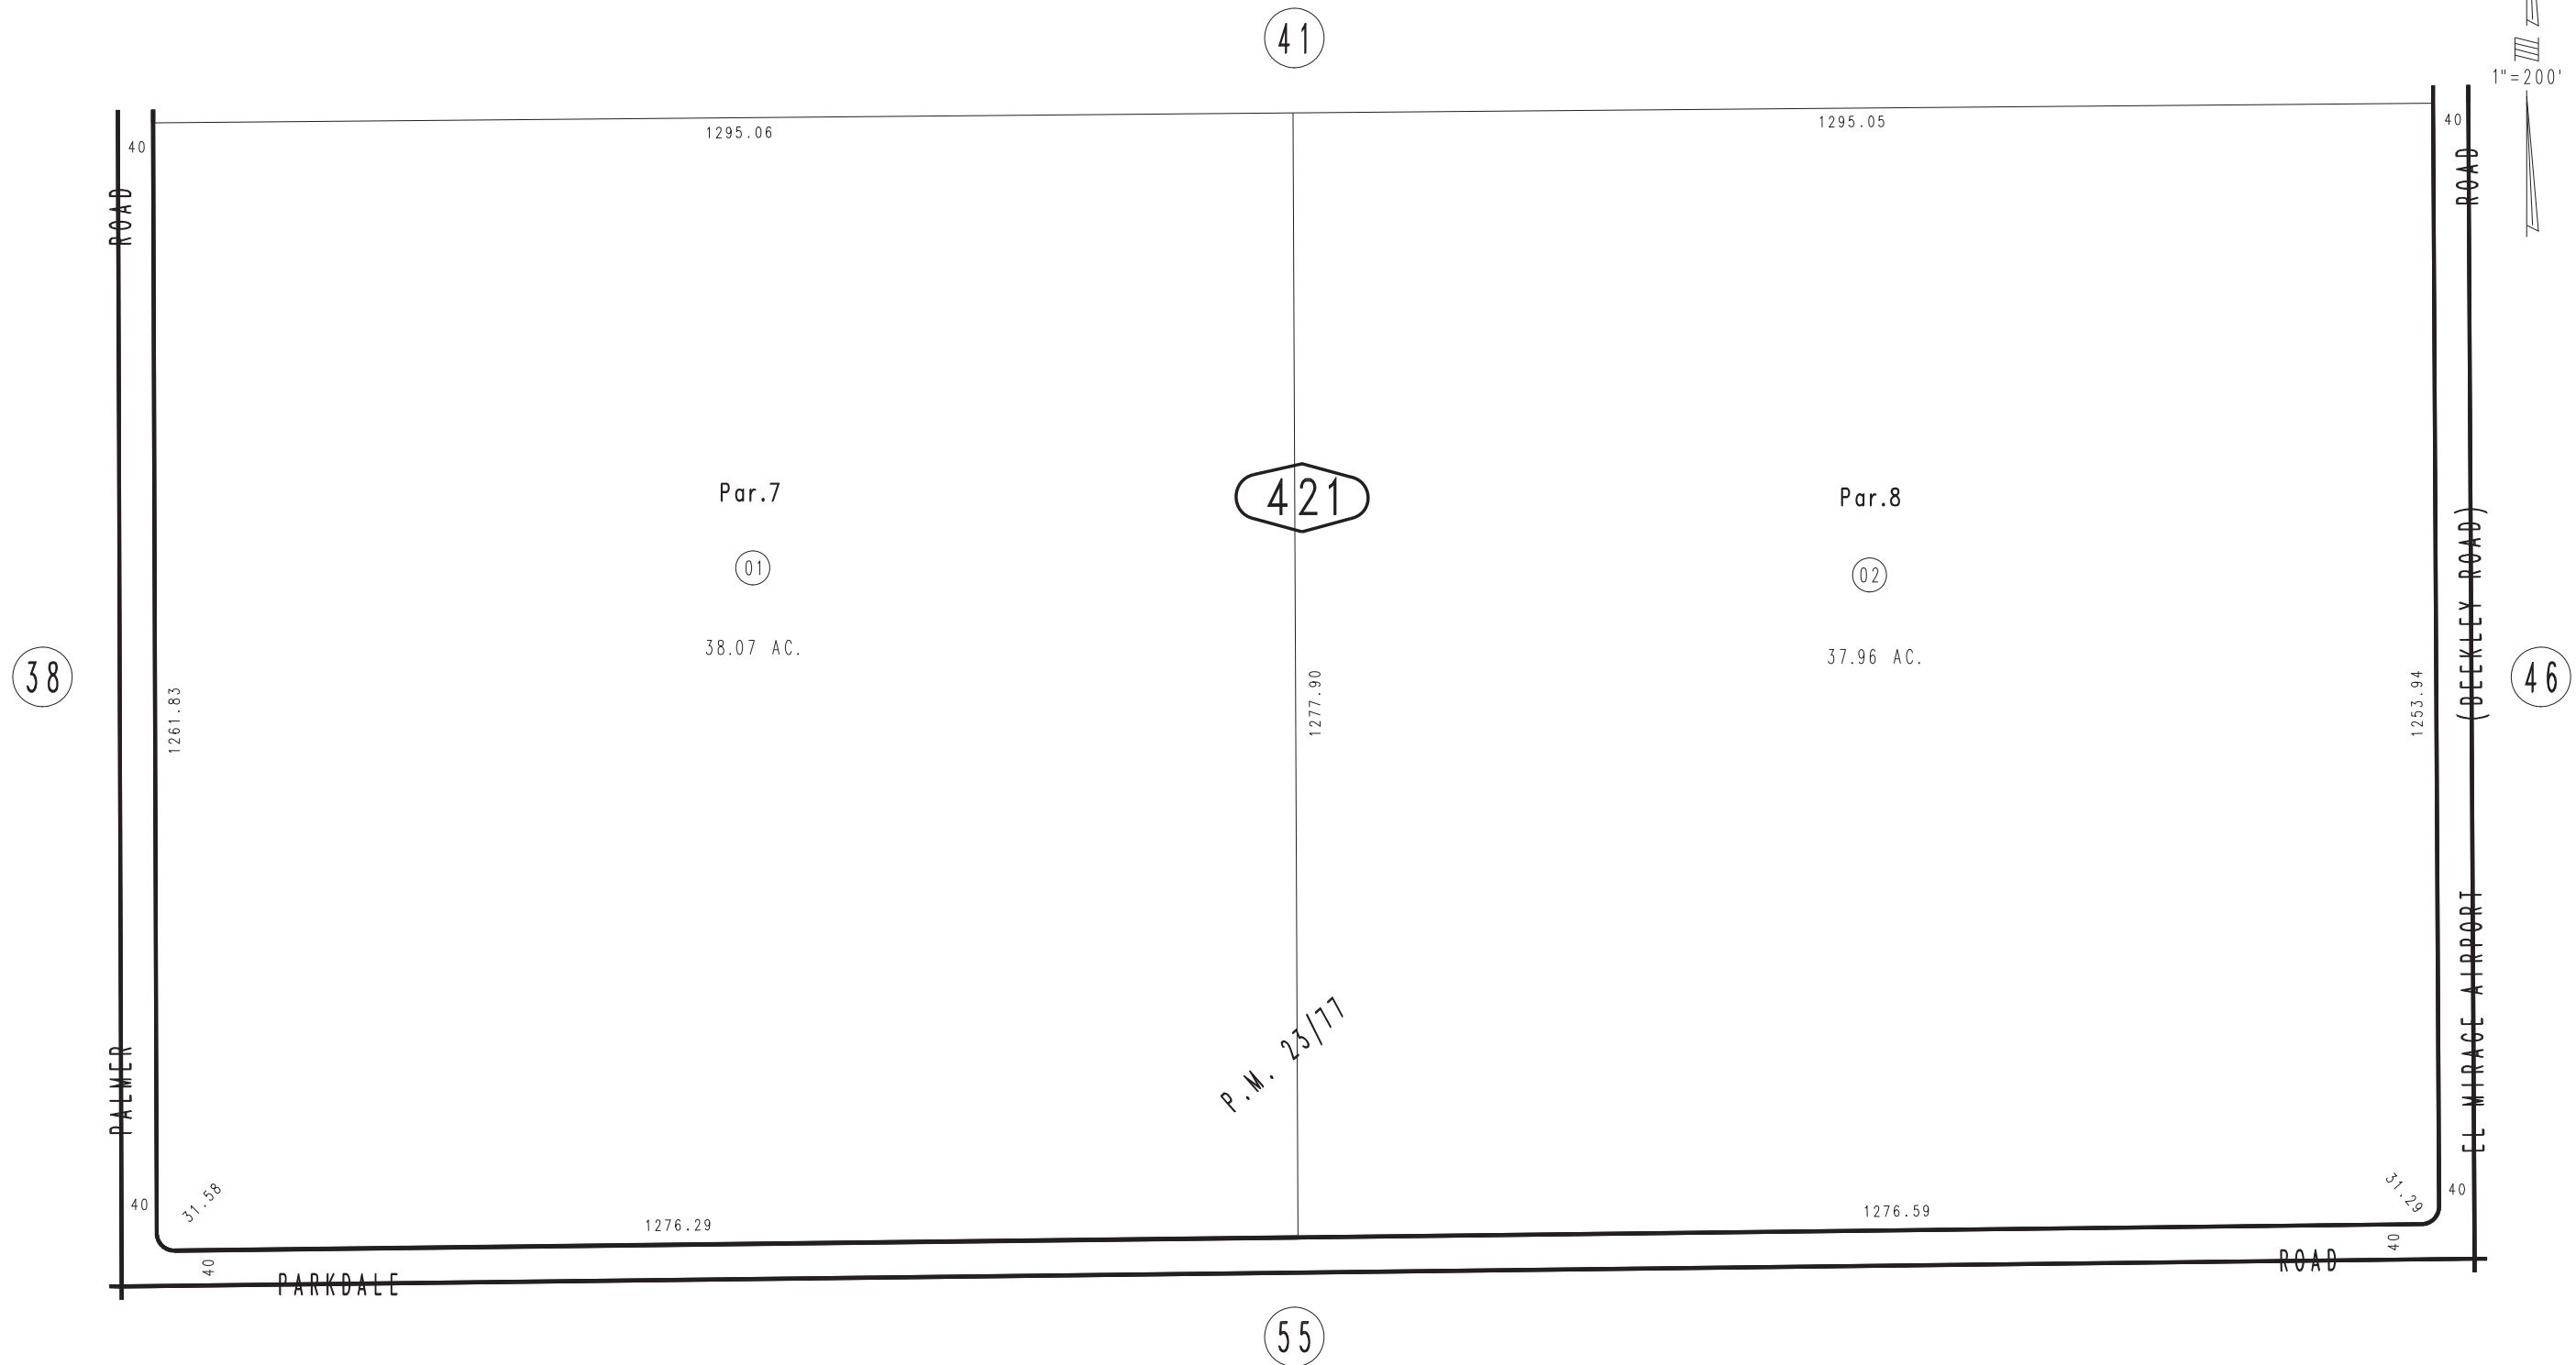 41
1"=200'
1295.06
1295.05
40
40
ROAD
ROAD
Par.7
421
Par.8
01
02
38.07 AC.
37.96 AC.
38
1261.83
1277.90
1253.94
(BEEKLEY ROAD)
46
PALMER
P.M. 23/77
EL MIRAGE AIRPORT
40
31.58
1276.29
1276.59
31.29
40
40
PARKDALE
ROAD
40
55